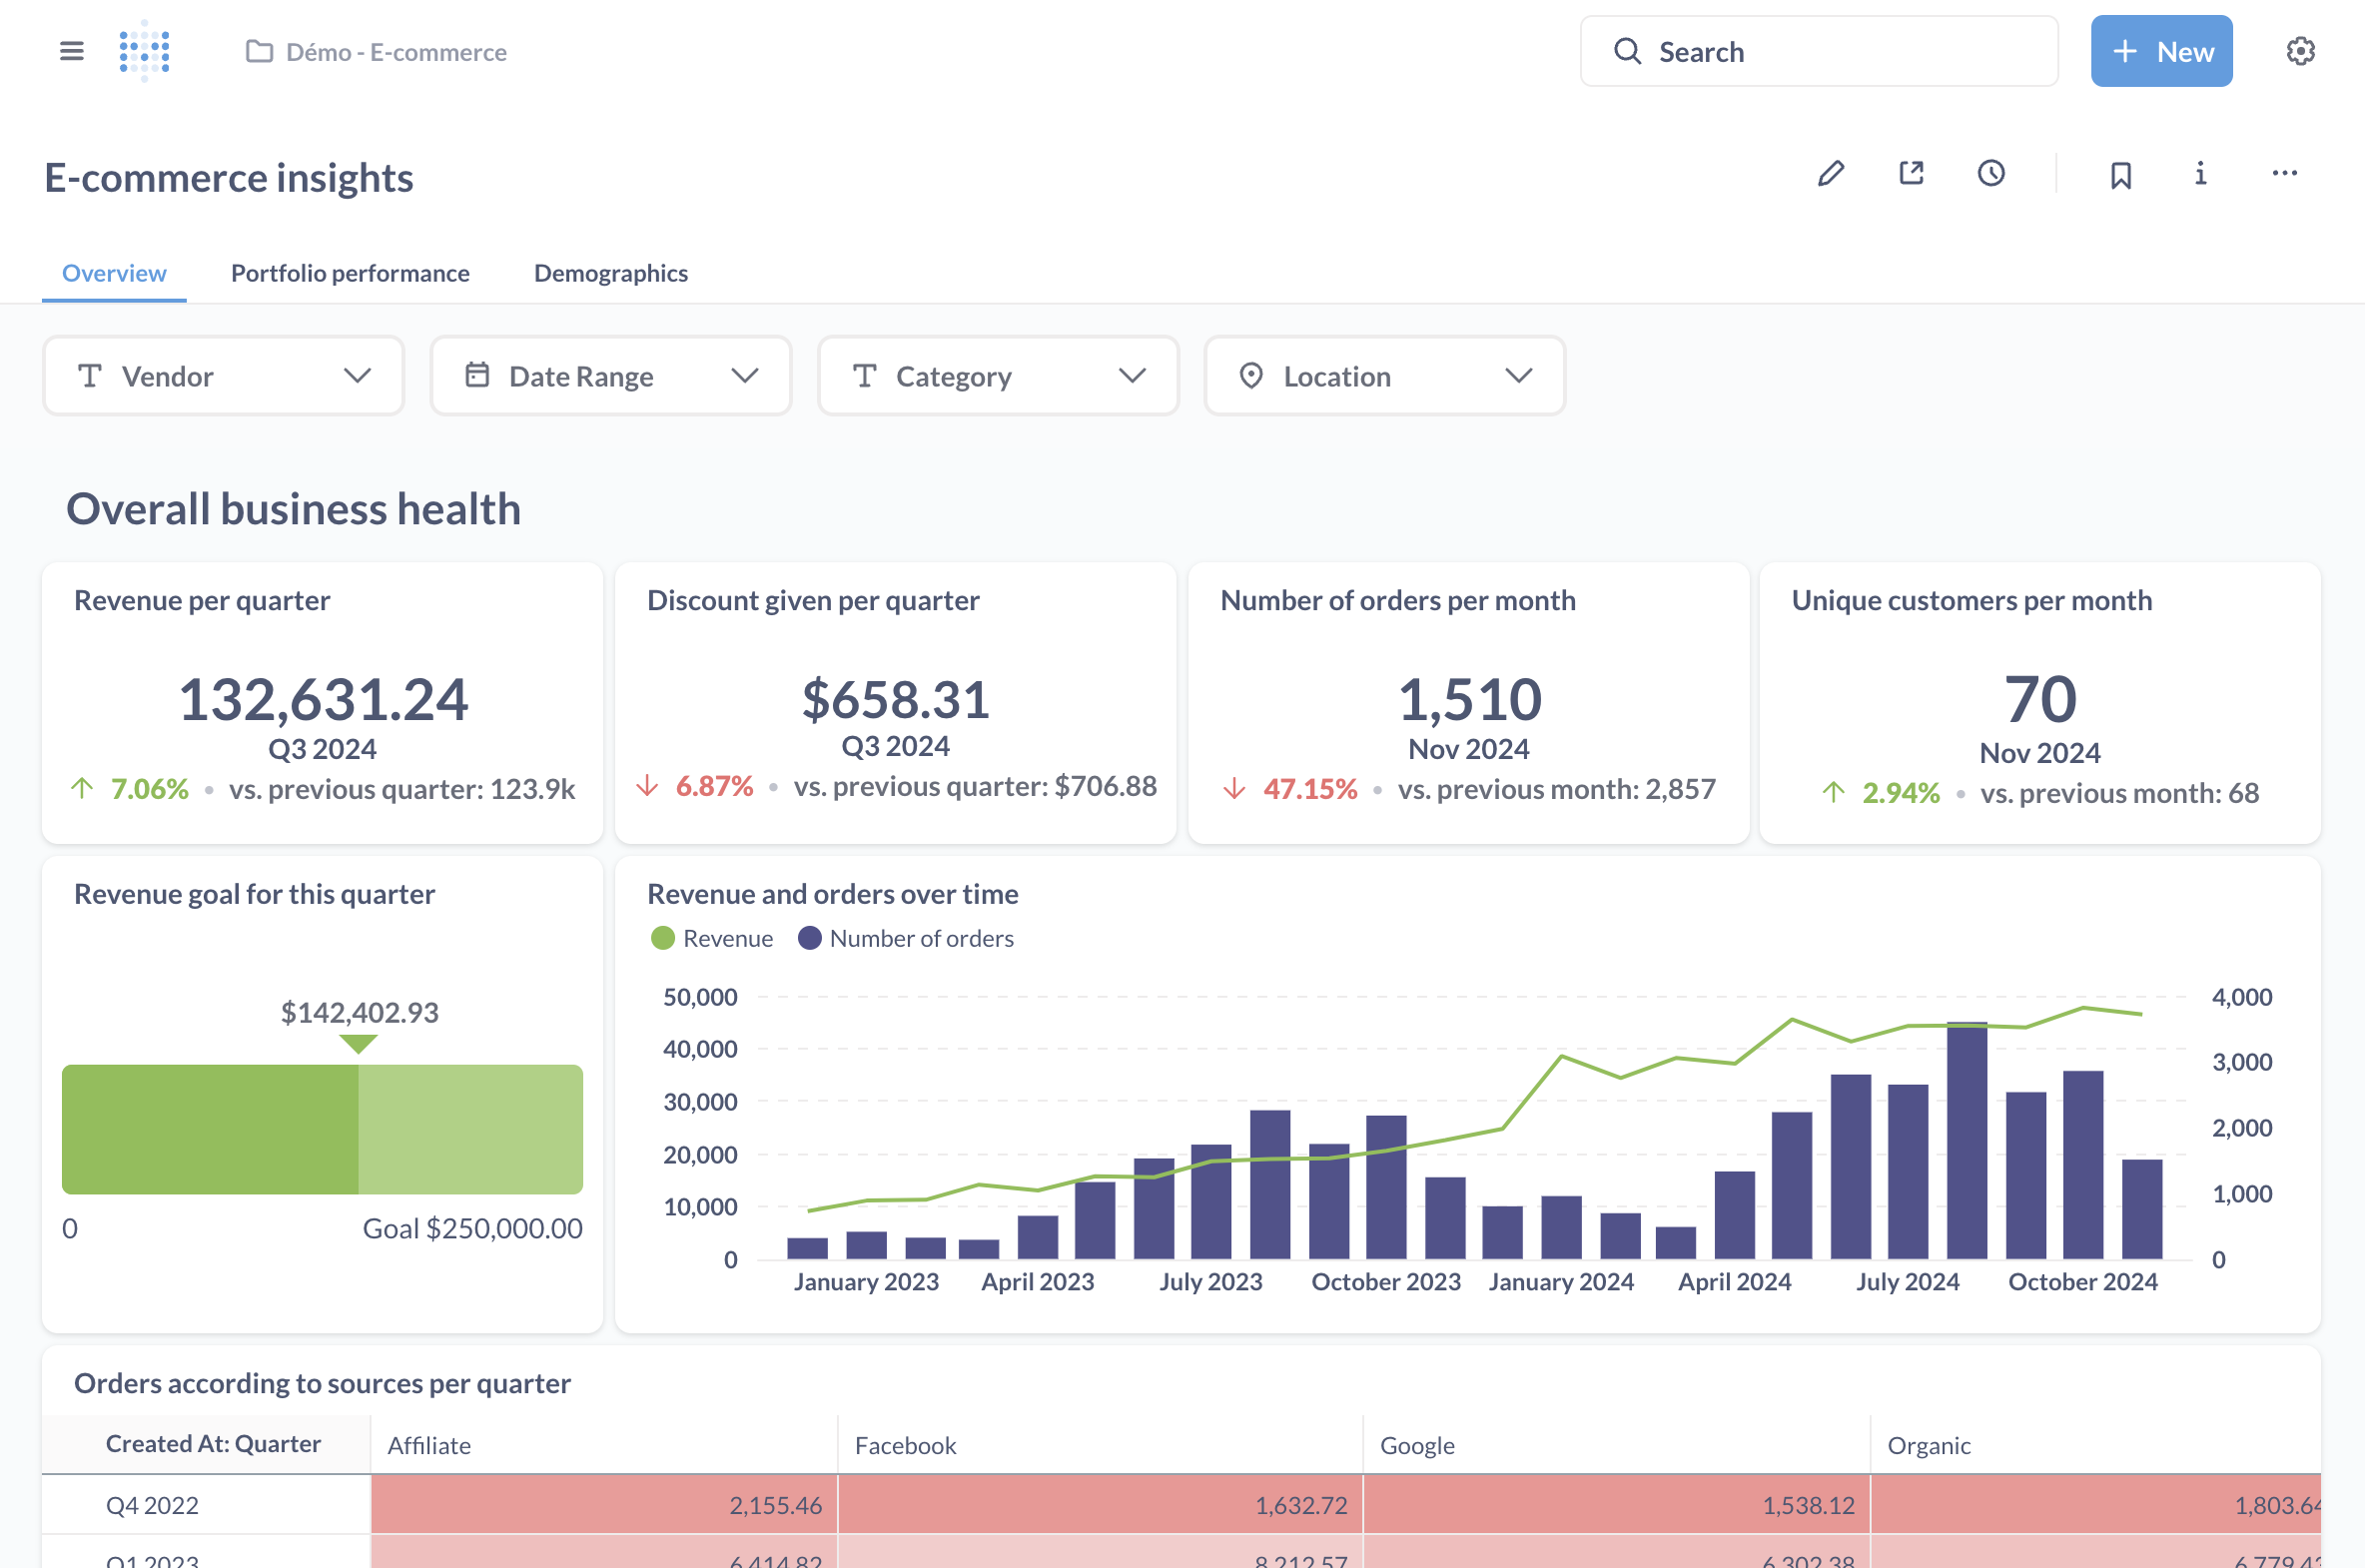 Démo - E-commerce
Search
New
E-commerce insights
Overview
Portfolio performance
Demographics
Vendor
Date Range
Category
Location
Overall business health
Revenue per quarter
132,631.24
Q3 2024
7.06% • vs. previous quarter: 123.9k
Discount given per quarter
$658.31
Q3 2024
6.87% • vs. previous quarter: $706.88
Number of orders per month
1,510
Nov 2024
47.15% • vs. previous month: 2,857
Unique customers per month
70
Nov 2024
2.94% • vs. previous month: 68
Revenue goal for this quarter
$142,402.93
0
Goal $250,000.00
Revenue and orders over time
Revenue
Number of orders
50,000
40,000
30,000
20,000
10,000
0
4,000
3,000
2,000
1,000
0
January 2023
April 2023
July 2023
October 2023
January 2024
April 2024
July 2024
October 2024
Orders according to sources per quarter
Created At: Quarter
Affiliate
Facebook
Google
Organic
Q4 2022
2,155.46
1,632.72
1,538.12
1,803.64
Q1 2023
6,414.82
8,212.57
6,302.38
6,779.43